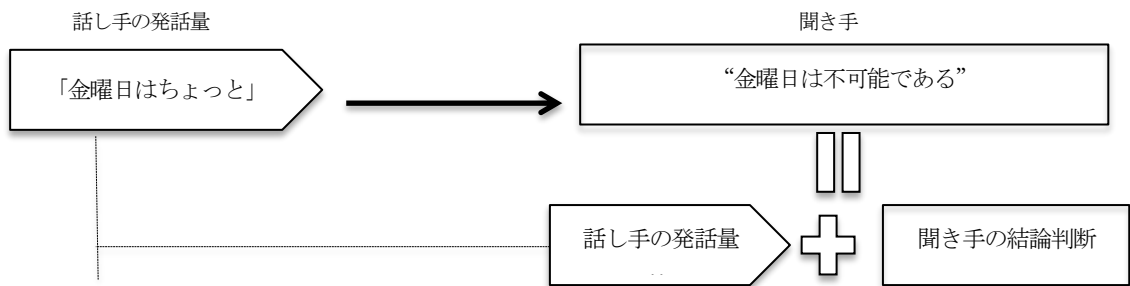 話し手の発話量
聞き手
「金曜日はちょっと」
“金曜日は不可能である”
話し手の発話量
聞き手の結論判断